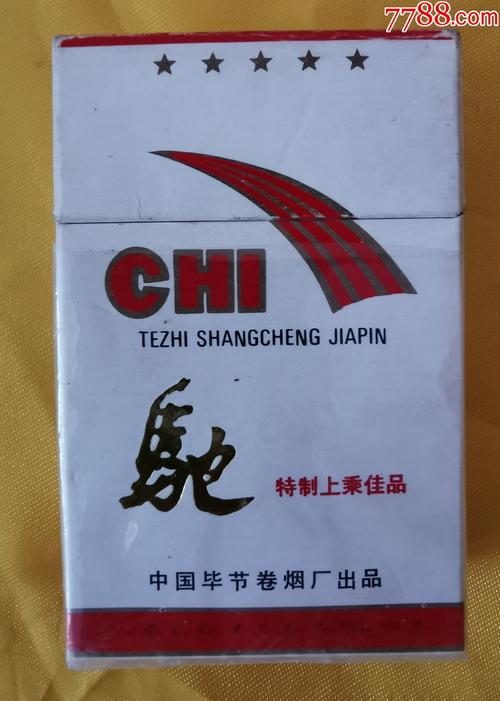 7788.com
CHI
TEZHI SHANGCHENG JIAPIN
馳
特制上乘佳品
中国毕节卷烟厂出品